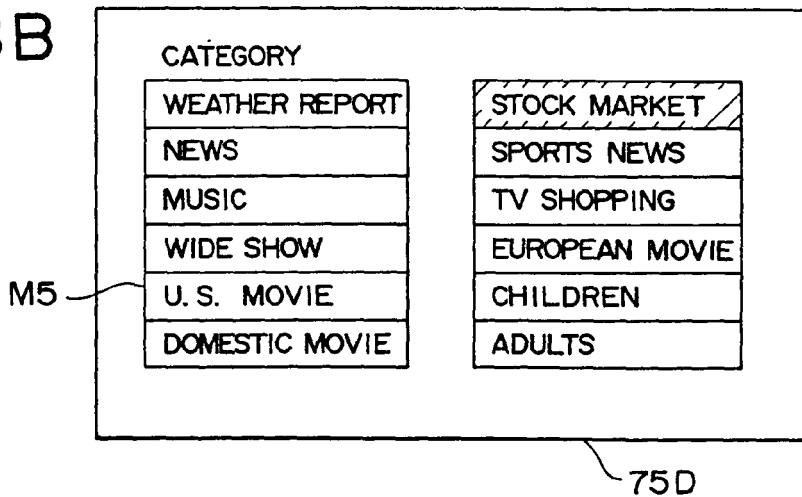 B
CATEGORY
WEATHER REPORT
NEWS
MUSIC
WIDE SHOW
U.S. MOVIE
DOMESTIC MOVIE
STOCK MARKET
SPORTS NEWS
TV SHOPPING
EUROPEAN MOVIE
CHILDREN
ADULTS
M5
75D